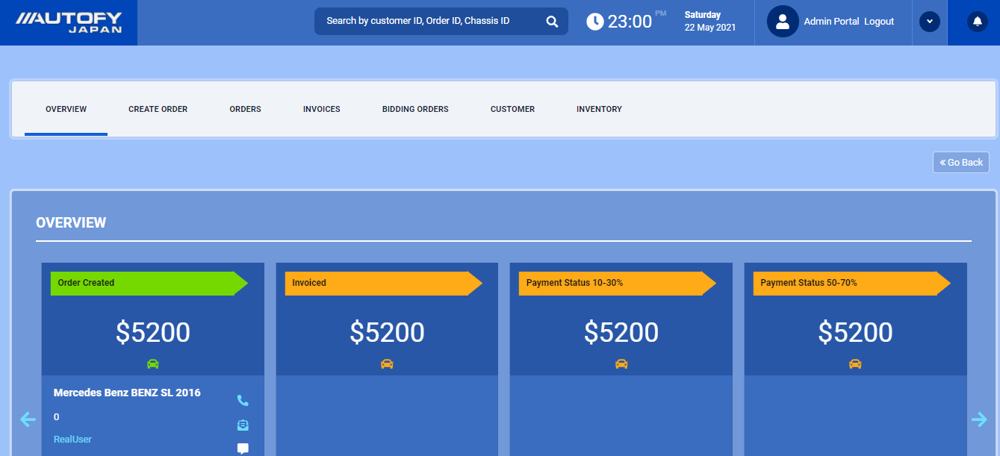 AUTOFY
JAPAN
Search by customer ID, Order ID, Chassis ID
23:00 PM
Saturday
22 May 2021
Admin Portal Logout
OVERVIEW CREATE ORDER ORDERS INVOICES BIDDING ORDERS CUSTOMER INVENTORY
« Go Back
OVERVIEW
Order Created
Invoiced
Payment Status 10-30%
Payment Status 50-70%
$5200
$5200
$5200
$5200
Mercedes Benz BENZ SL 2016
0
RealUser